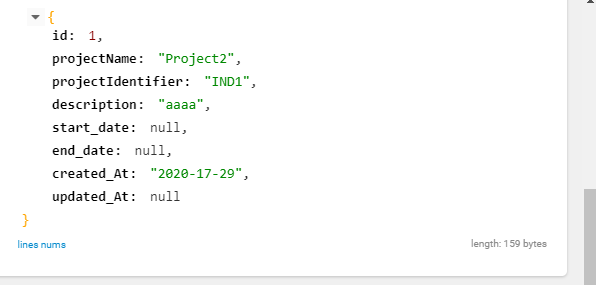 {
id: 1,
projectName: "Project2",
projectIdentifier: "IND1",
description: "aaaa",
start_date: null,
end_date: null,
created_At: "2020-17-29",
updated_At: null
}
lines nums length: 159 bytes